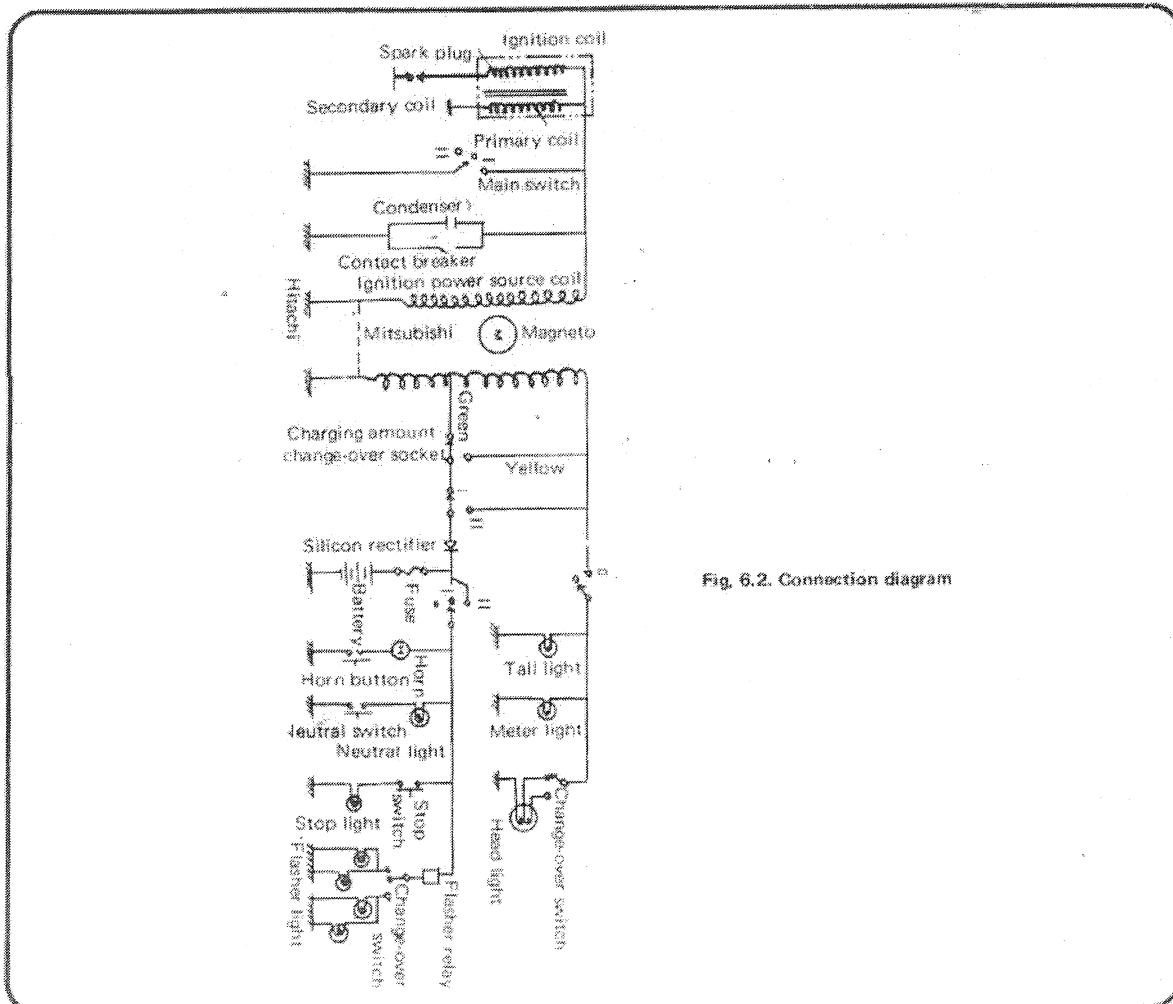 Ignition coil
Spark plug
Secondary coil
Primary coil
II
I
Main switch
Condenser
Contact breaker
Ignition power source coil
Hitachi
Mitsubishi
Magneto
Green
Charging amount
change-over socket
Yellow
I
II
Silicon rectifier
Fuse
Battery
I
II
Fig. 6.2. Connection diagram
Horn
Horn button
Tail light
Neutral switch
Neutral light
Meter light
Stop light
Stop
switch
Head light
Change-over switch
Flasher light
Change-over
switch
Flasher relay